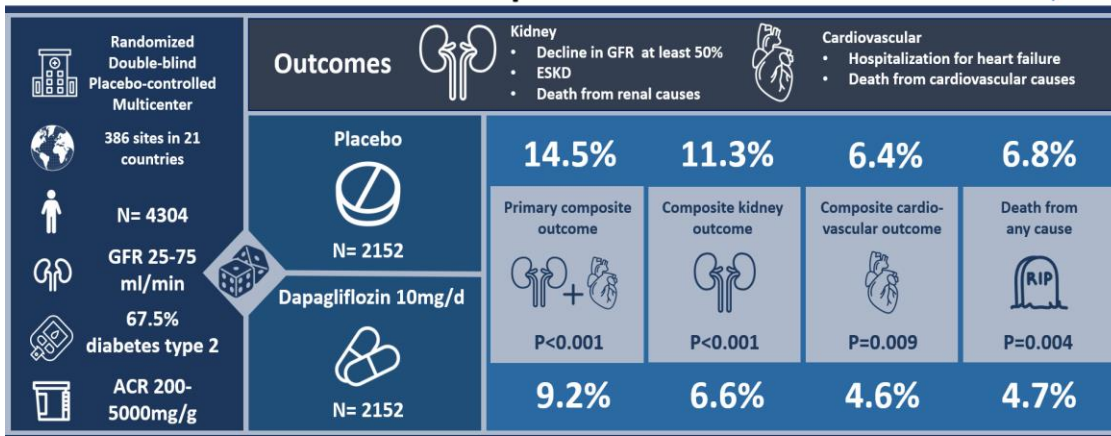 Randomized
Double-blind
Placebo-controlled
Multicenter
386 sites in 21
countries
N= 4304
GFR 25-75
ml/min
67.5%
diabetes type 2
ACR 200-
5000mg/g
Outcomes
Kidney
• Decline in GFR at least 50%
• ESKD
• Death from renal causes
Cardiovascular
• Hospitalization for heart failure
• Death from cardiovascular causes
Placebo
N= 2152
Dapagliflozin 10mg/d
N= 2152
14.5%
11.3%
6.4%
6.8%
Primary composite
outcome
P<0.001
Composite kidney
outcome
P<0.001
Composite cardio-
vascular outcome
P=0.009
Death from
any cause
RIP
P=0.004
9.2%
6.6%
4.6%
4.7%